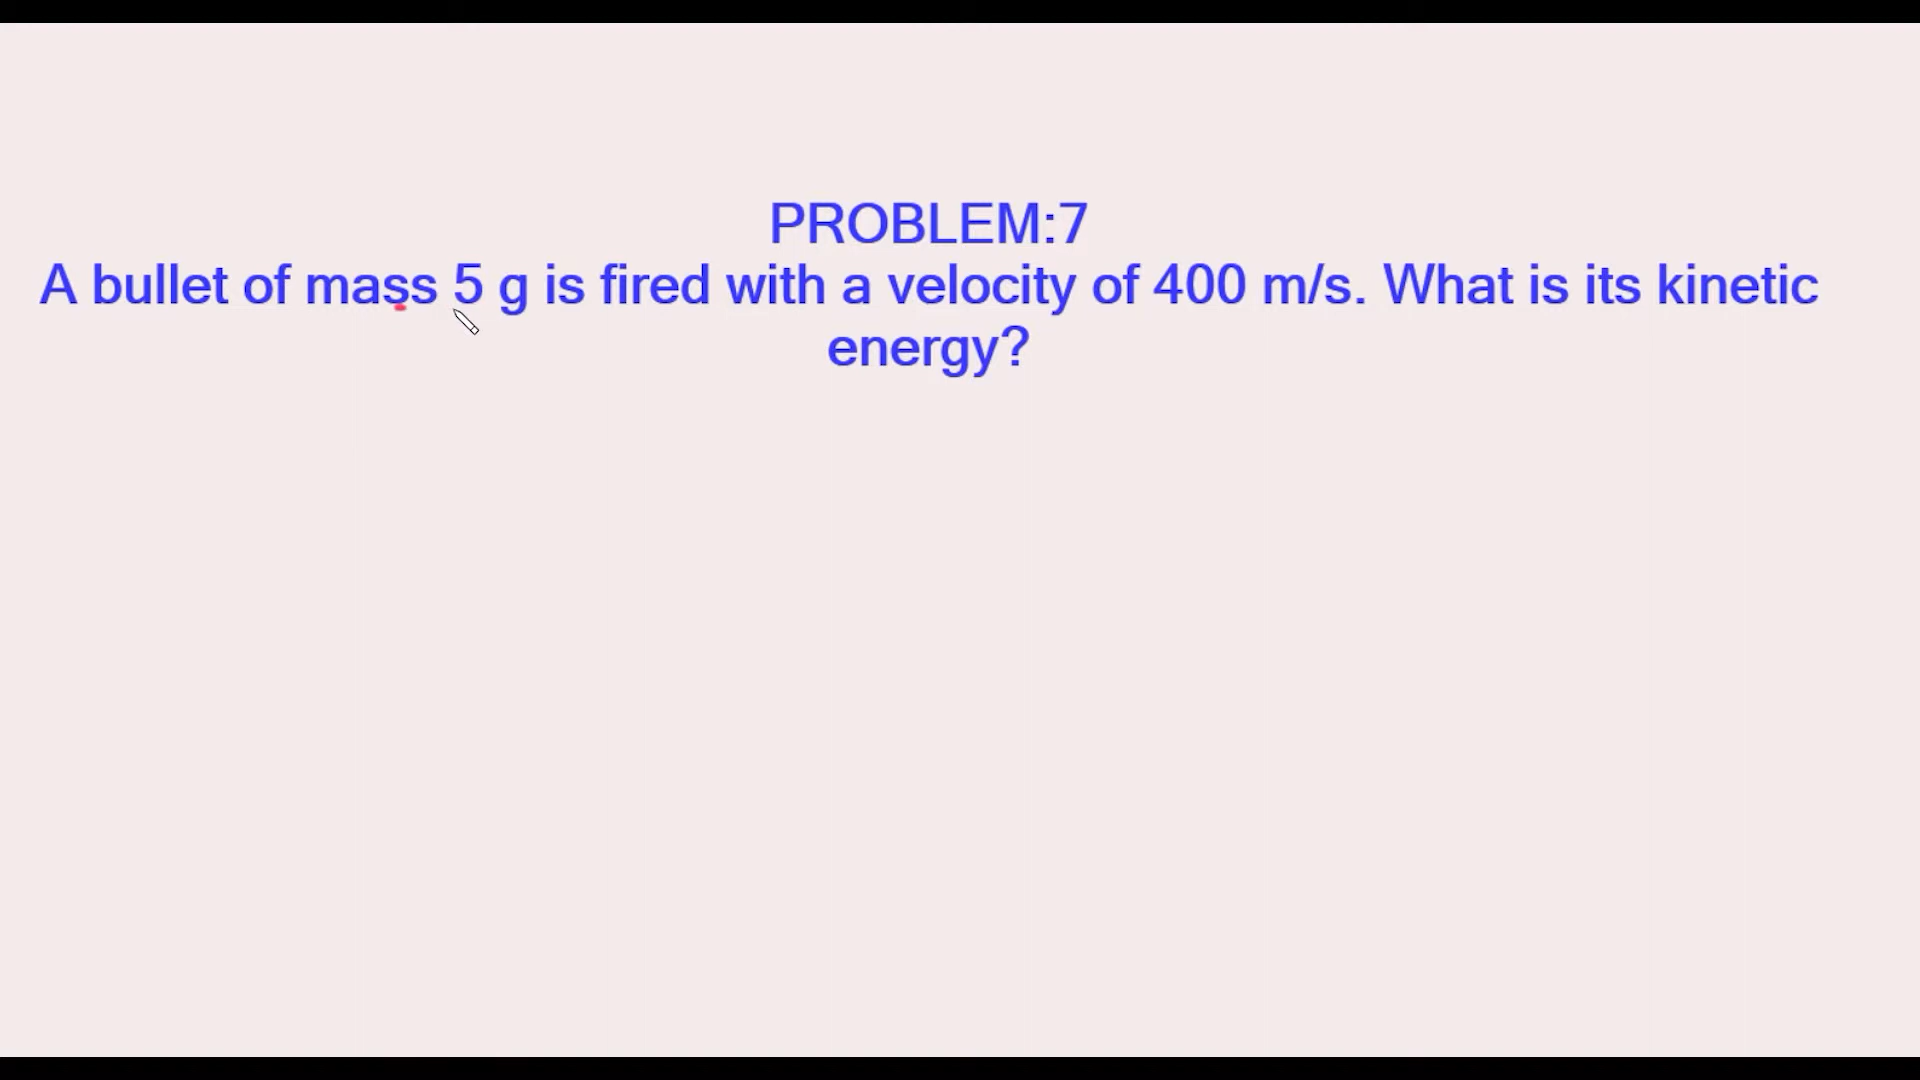 PROBLEM:7
A bullet of mass 5 g is fired with a velocity of 400 m/s. What is its kinetic
energy?